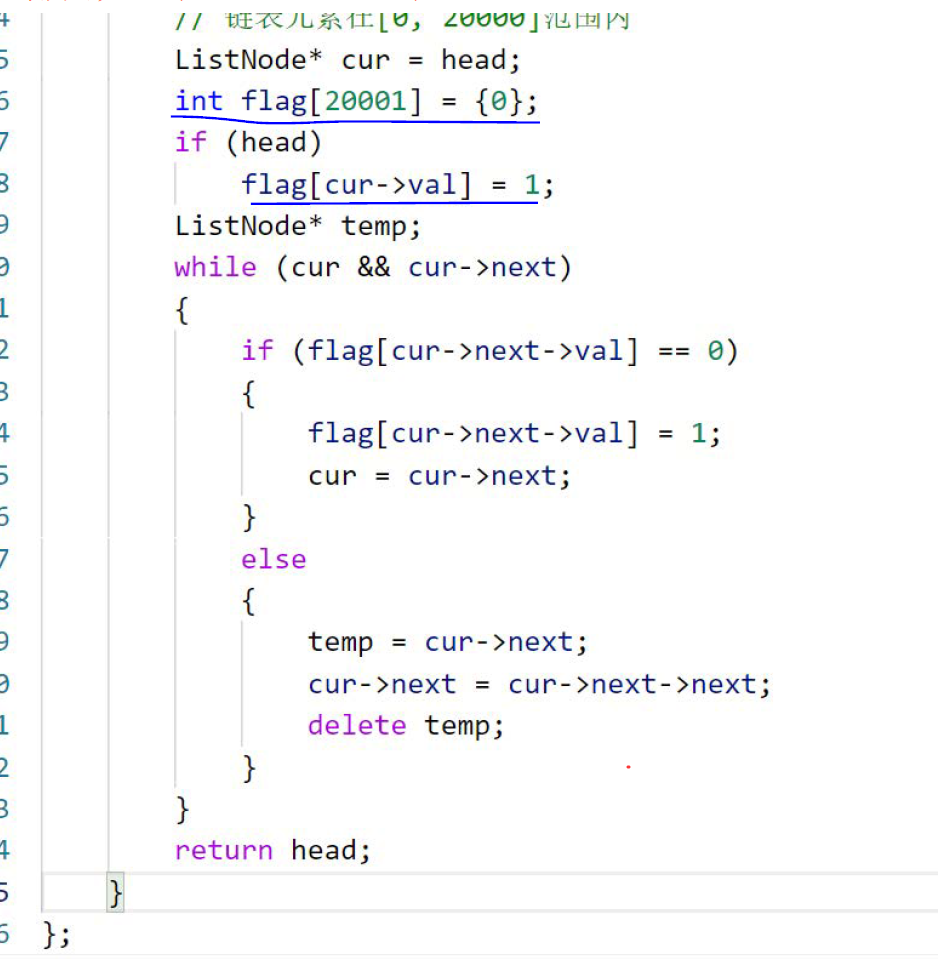 4 // 链表元素在[0, 20000]范围内
5 ListNode* cur = head;
6 int flag[20001] = {0};
7 if (head)
8 flag[cur->val] = 1;
9 ListNode* temp;
0 while (cur && cur->next)
1 {
2 if (flag[cur->next->val] == 0)
3 {
4 flag[cur->next->val] = 1;
5 cur = cur->next;
6 }
7 else
8 {
9 temp = cur->next;
0 cur->next = cur->next->next;
1 delete temp;
2 }
3 }
4 return head;
5 }
6 };